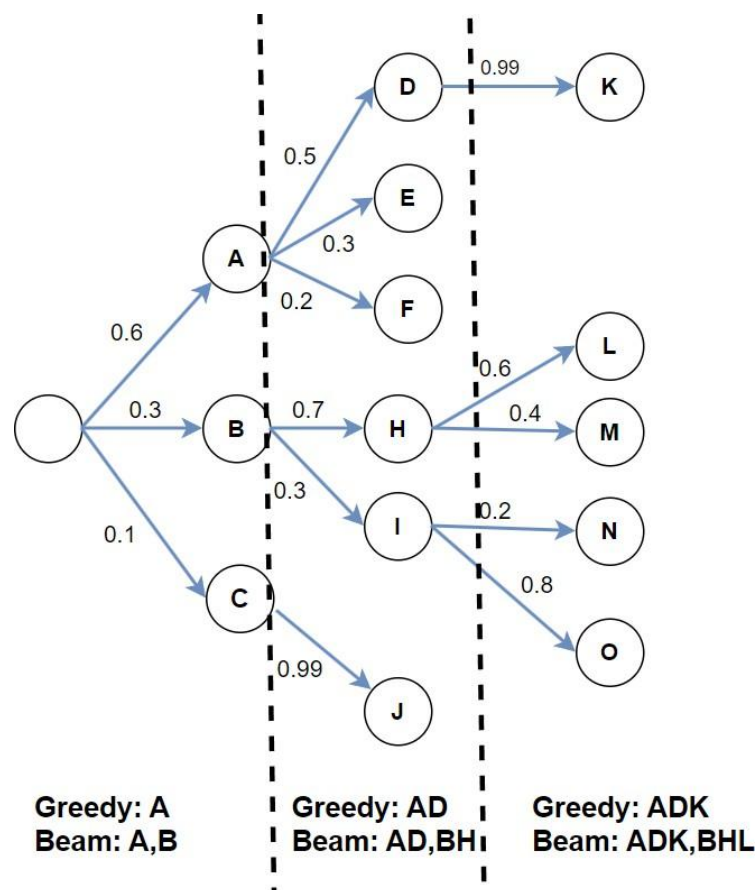 D
0.99
K
0.5
E
0.3
A
0.2
F
0.6
L
0.6
0.3
B
0.7
H
0.4
M
0.3
0.2
N
I
0.1
0.8
C
O
0.99
J
Greedy: A
Beam: A,B
Greedy: AD
Beam: AD,BH
Greedy: ADK
Beam: ADK,BHL